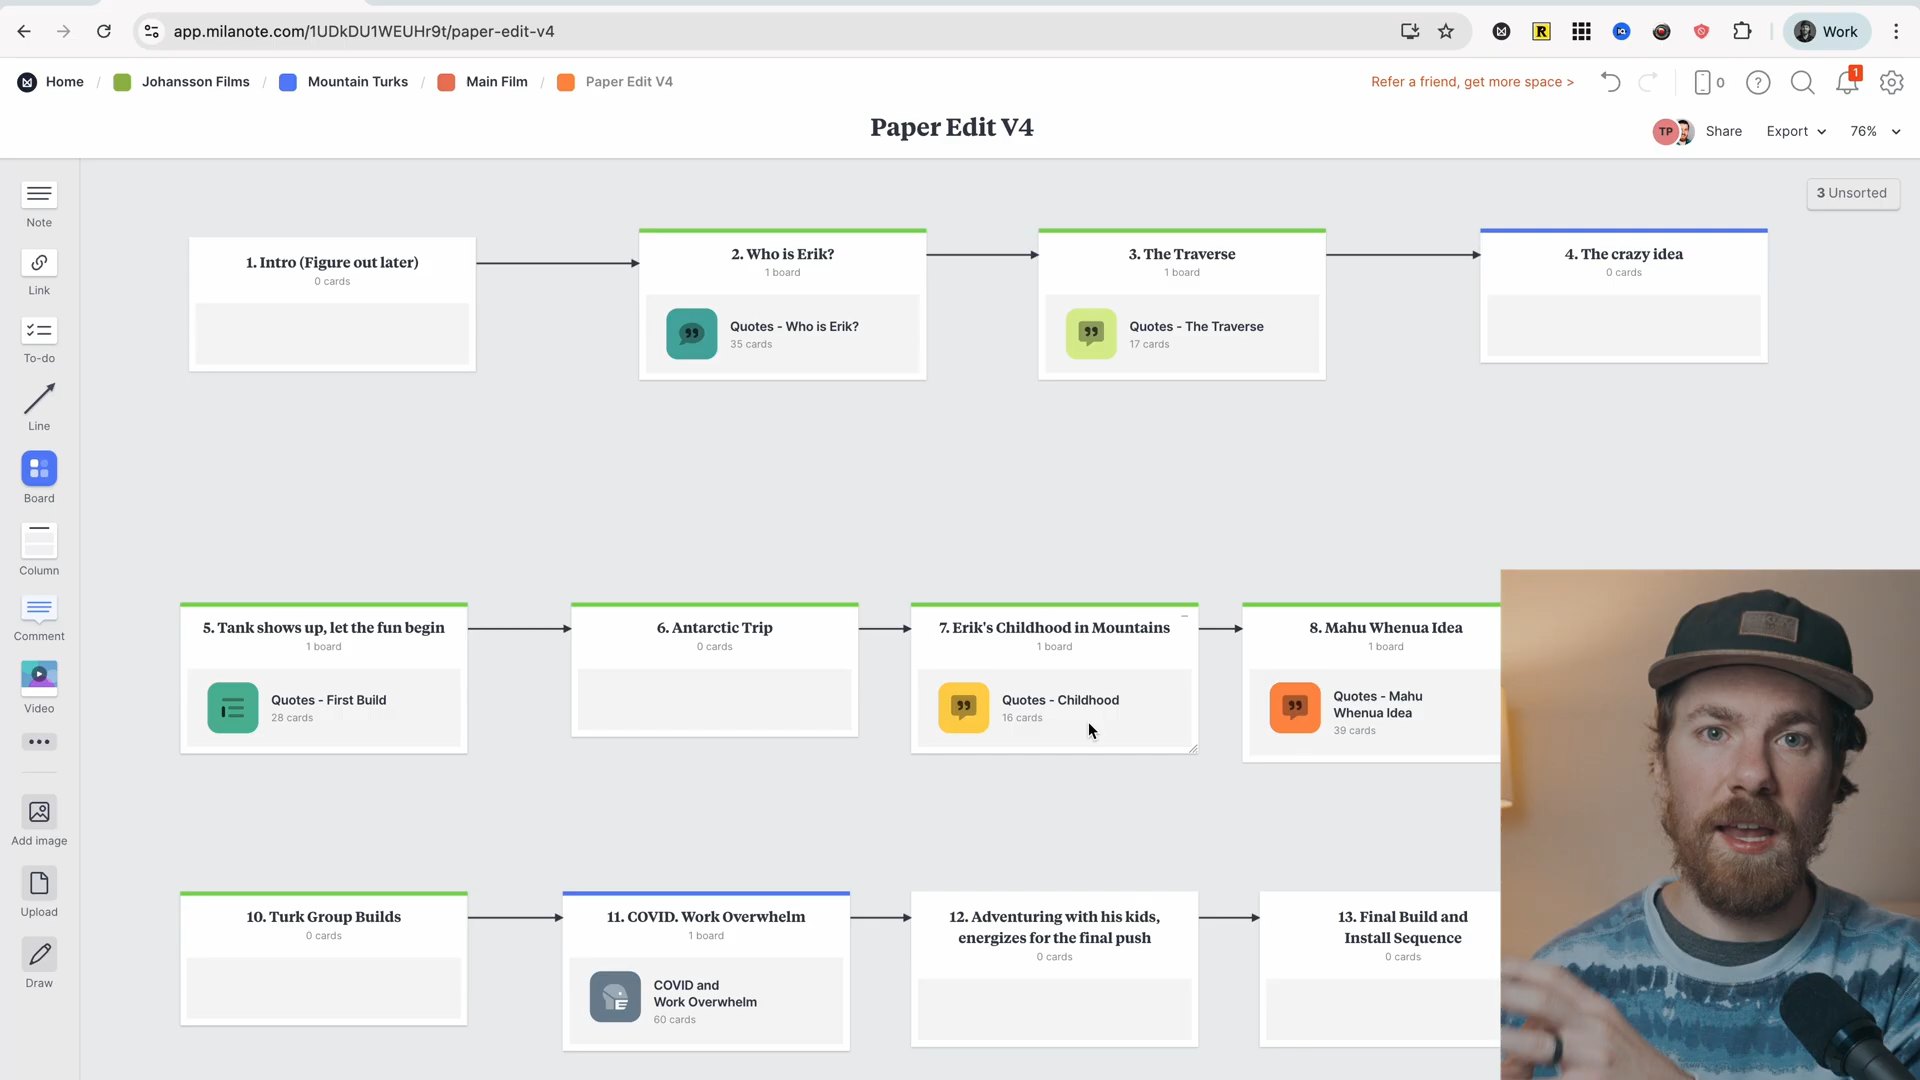 app.milanote.com/1UDkDU1WEUHr9t/paper-edit-v4
Work
Home / Johansson Films / Mountain Turks / Main Film / Paper Edit V4
Refer a friend, get more space >
0
1
Paper Edit V4
TP
Share
Export
76%
3 Unsorted
Note
Link
To-do
Line
Board
Column
Comment
Video
Add image
Upload
Draw
1. Intro (Figure out later)
0 cards
2. Who is Erik?
1 board
Quotes - Who is Erik?
35 cards
3. The Traverse
1 board
Quotes - The Traverse
17 cards
4. The crazy idea
0 cards
5. Tank shows up, let the fun begin
1 board
Quotes - First Build
28 cards
6. Antarctic Trip
0 cards
7. Erik's Childhood in Mountains
1 board
Quotes - Childhood
16 cards
8. Mahu Whenua Idea
1 board
Quotes - Mahu
Whenua Idea
39 cards
10. Turk Group Builds
0 cards
11. COVID. Work Overwhelm
1 board
COVID and
Work Overwhelm
60 cards
12. Adventuring with his kids,
energizes for the final push
0 cards
13. Final Build and
Install Sequence
0 cards